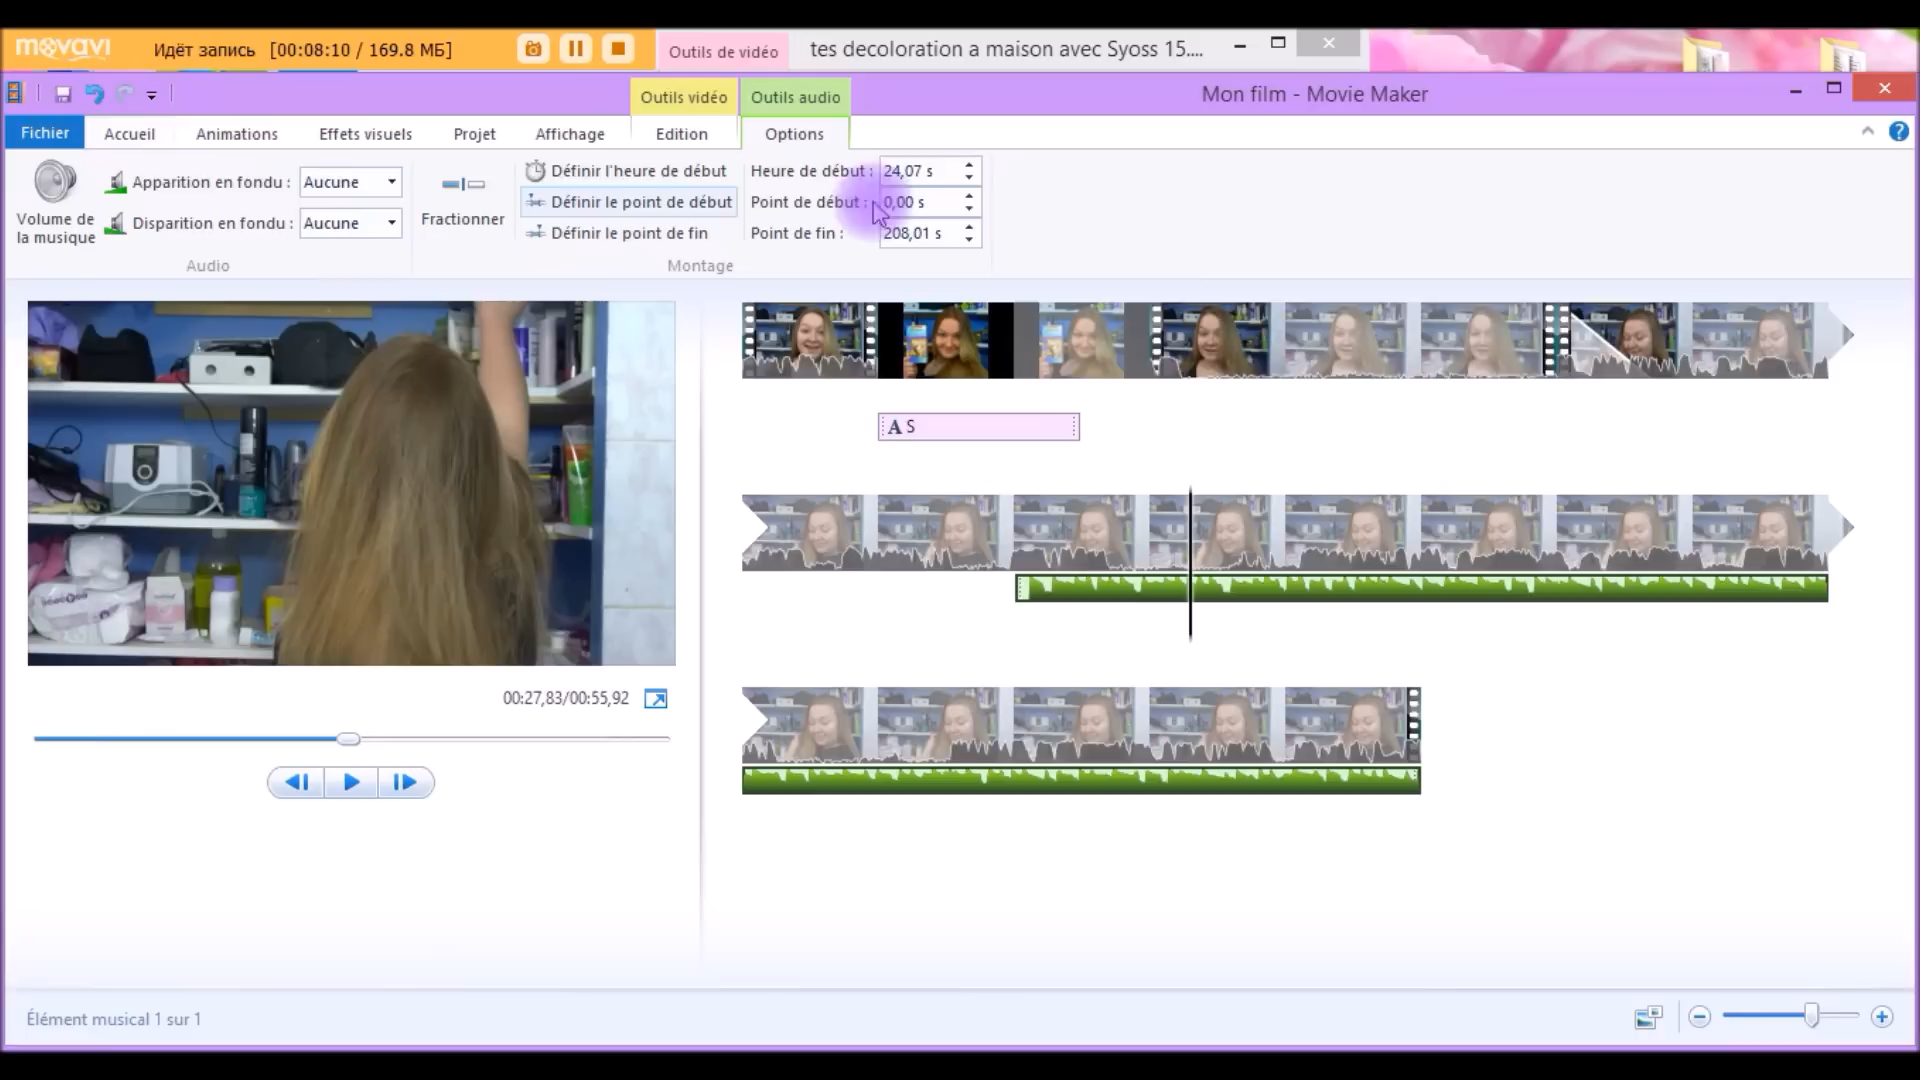 movavi
Идёт запись [00:08:10 / 169.8 МБ]
Outils de vidéo
tes decoloration a maison avec Syoss 15....
Outils vidéo
Outils audio
Mon film - Movie Maker
Fichier
Accueil
Animations
Effets visuels
Projet
Affichage
Edition
Options
Volume de
la musique
Apparition en fondu : Aucune
Disparition en fondu : Aucune
Audio
Fractionner
Définir l'heure de début
Définir le point de début
Définir le point de fin
Heure de début : 24,07 s
Point de début : 0,00 s
Point de fin : 208,01 s
Montage
A S
00:27,83/00:55,92
Élément musical 1 sur 1